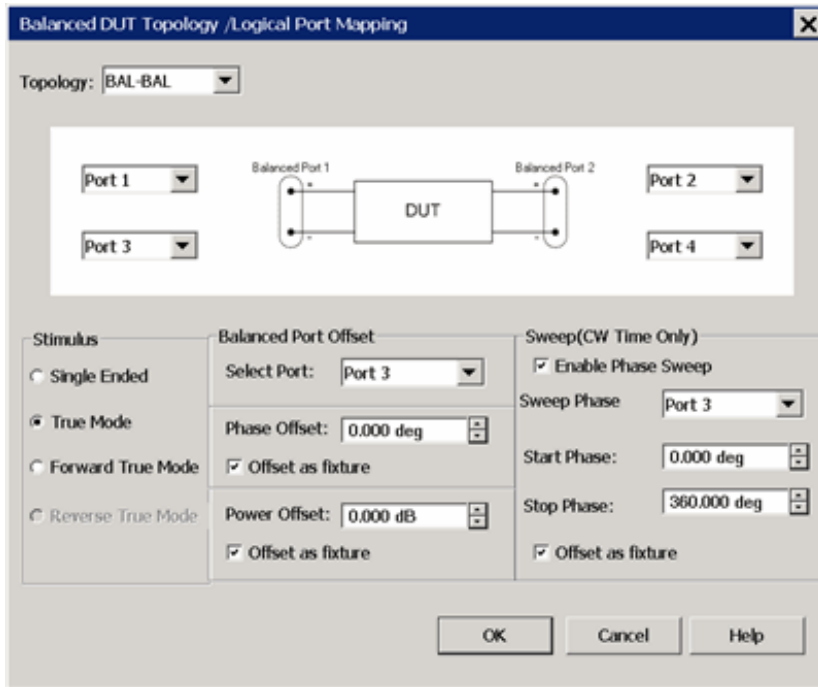 Balanced DUT Topology /Logical Port Mapping
Topology: BAL-BAL
Port 1
Port 3
Balanced Port 1
+
-
DUT
Balanced Port 2
+
-
Port 2
Port 4
Stimulus
Single Ended
True Mode
Forward True Mode
Reverse True Mode
Balanced Port Offset
Select Port: Port 3
Phase Offset: 0.000 deg
Offset as fixture
Power Offset: 0.000 dB
Offset as fixture
Sweep(CW Time Only)
Enable Phase Sweep
Sweep Phase Port 3
Start Phase: 0.000 deg
Stop Phase: 360.000 deg
Offset as fixture
OK
Cancel
Help